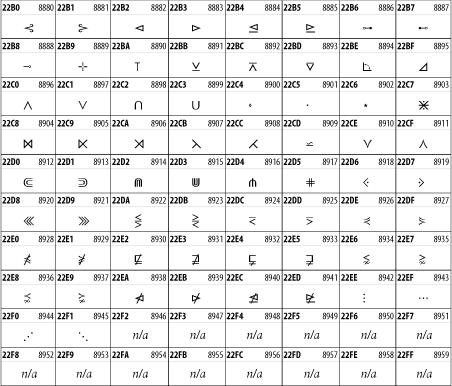 22B0 8880 22B1 8881 22B2 8882 22B3 8883 22B4 8884 22B5 8885 22B6 8886 22B7 8887
⊰ ⊱ ⊲ ⊳ ⊴ ⊵ ⊶ ⊷
22B8 8888 22B9 8889 22BA 8890 22BB 8891 22BC 8892 22BD 8893 22BE 8894 22BF 8895
⊸ ⊹ ⊺ ⊻ ⊼ ⊽ ⊾ ⊿
22C0 8896 22C1 8897 22C2 8898 22C3 8899 22C4 8900 22C5 8901 22C6 8902 22C7 8903
⋀ ⋁ ⋂ ⋃ ⋄ ⋅ ⋆ ⋇
22C8 8904 22C9 8905 22CA 8906 22CB 8907 22CC 8908 22CD 8909 22CE 8910 22CF 8911
⋈ ⋉ ⋊ ⋋ ⋌ ⋍ ⋎ ⋏
22D0 8912 22D1 8913 22D2 8914 22D3 8915 22D4 8916 22D5 8917 22D6 8918 22D7 8919
⋐ ⋑ ⋒ ⋓ ⋔ ⋕ ⋖ ⋗
22D8 8920 22D9 8921 22DA 8922 22DB 8923 22DC 8924 22DD 8925 22DE 8926 22DF 8927
⋘ ⋙ ⋚ ⋛ ⋜ ⋝ ⋞ ⋟
22E0 8928 22E1 8929 22E2 8930 22E3 8931 22E4 8932 22E5 8933 22E6 8934 22E7 8935
⋠ ⋡ ⋢ ⋣ ⋤ ⋥ ⋦ ⋧
22E8 8936 22E9 8937 22EA 8938 22EB 8939 22EC 8940 22ED 8941 22EE 8942 22EF 8943
⋨ ⋩ ⋪ ⋫ ⋬ ⋭ ⋮ ⋯
22F0 8944 22F1 8945 22F2 8946 22F3 8947 22F4 8948 22F5 8949 22F6 8950 22F7 8951
⋰ ⋱ n/a n/a n/a n/a n/a n/a
22F8 8952 22F9 8953 22FA 8954 22FB 8955 22FC 8956 22FD 8957 22FE 8958 22FF 8959
n/a n/a n/a n/a n/a n/a n/a n/a